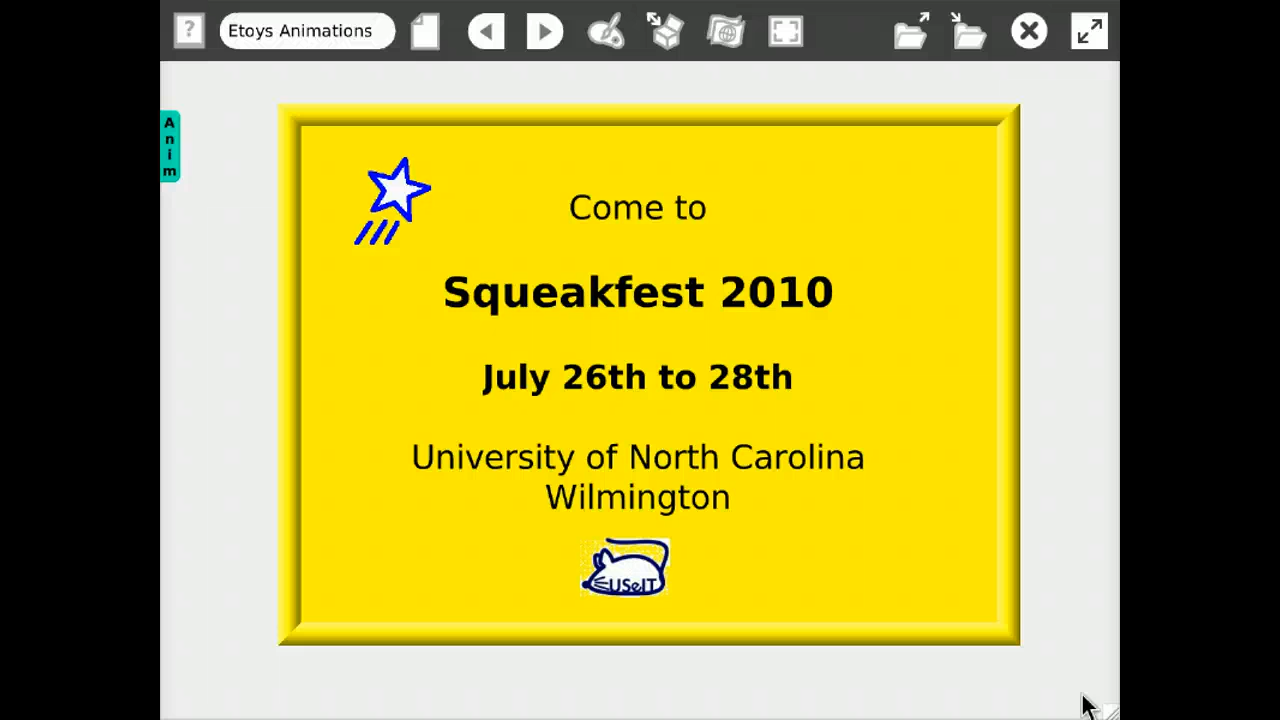 ?
Etoys Animations
A
n
i
m
Come to
Squeakfest 2010
July 26th to 28th
University of North Carolina
Wilmington
USeIT